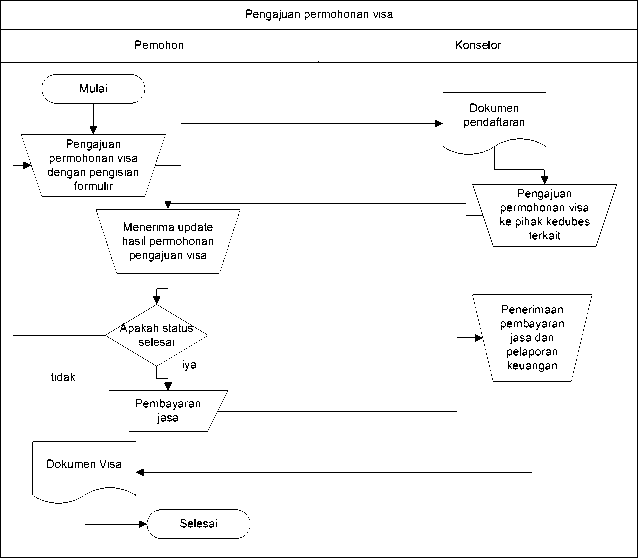 Pengajuan permohonan visa
Pemohon
Konselor
Mulai
Dokumen
pendaftaran
Pengajuan
permohonan visa
dengan pengisian
formulir
Pengajuan
permohonan visa
ke pihak kedubes
terkait
Menerima update
hasil permohonan
pengajuan visa
Apakah status
selesai
Penerimaan
pembayaran
jasa dan
pelaporan
keuangan
iya
tidak
Pembayaran
jasa
Dokumen Visa
Selesai